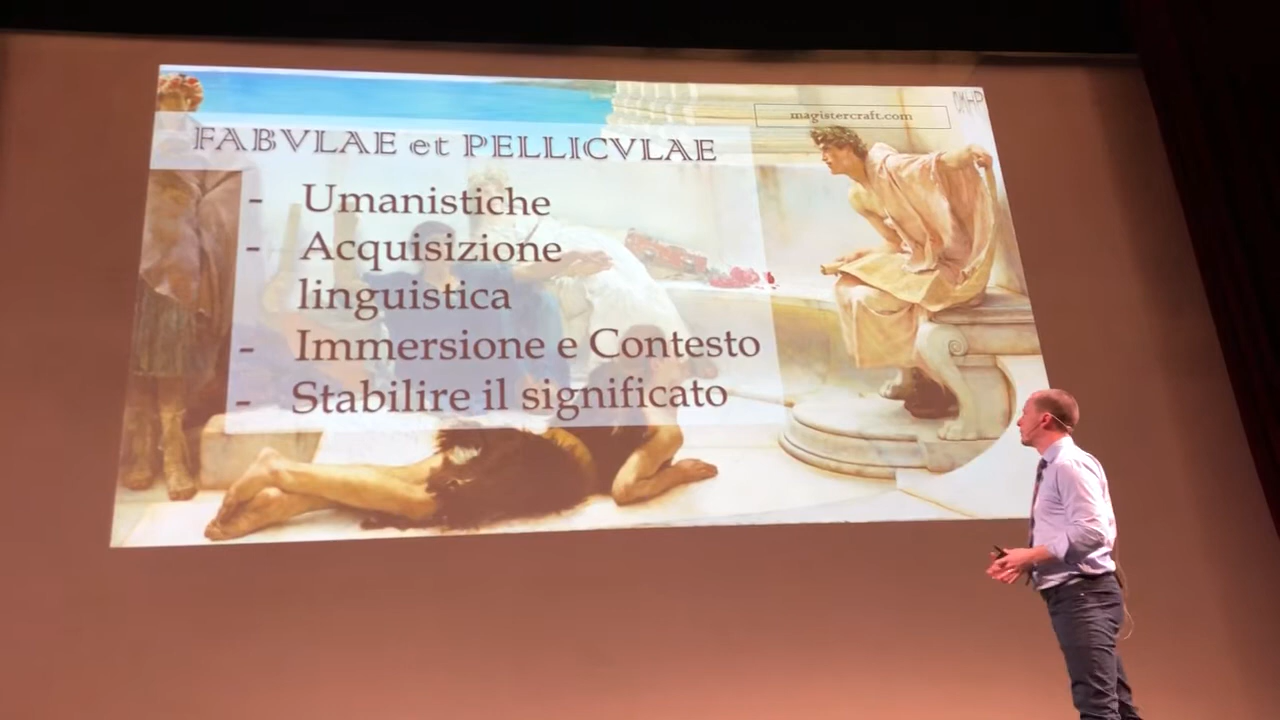 magistercraft.com
FABVLAE et PELLICVLAE
- Umanistiche
- Acquisizione
linguistica
- Immersione e Contesto
- Stabilire il significato